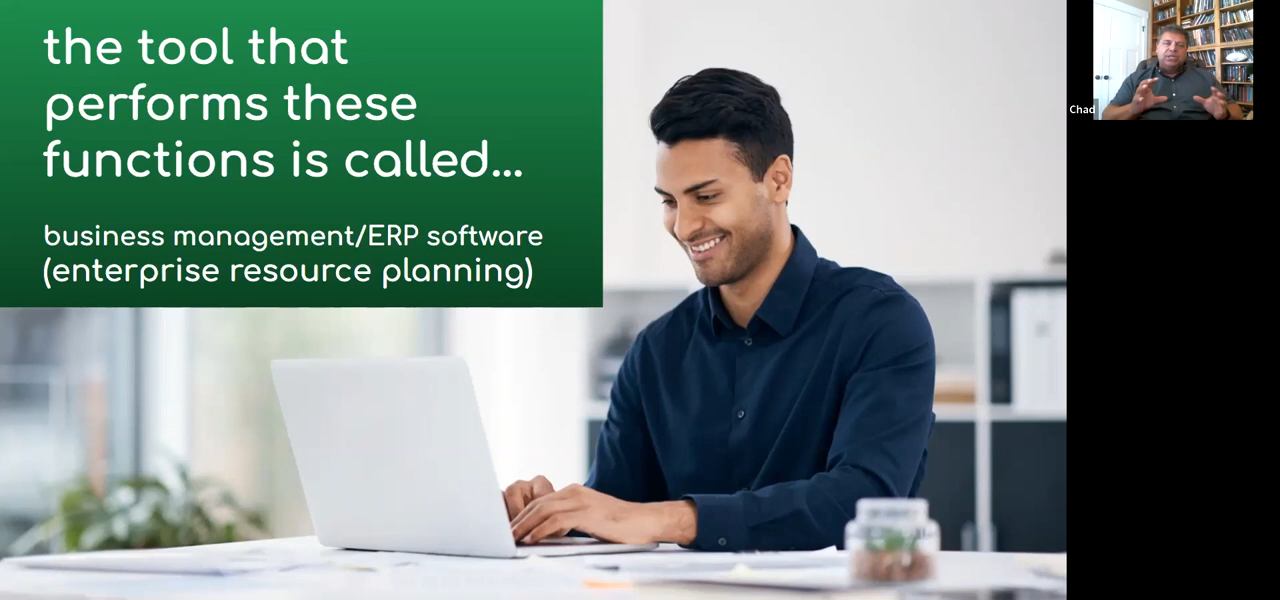 the tool that
performs these
functions is called...
business management/ERP software
(enterprise resource planning)
Chad